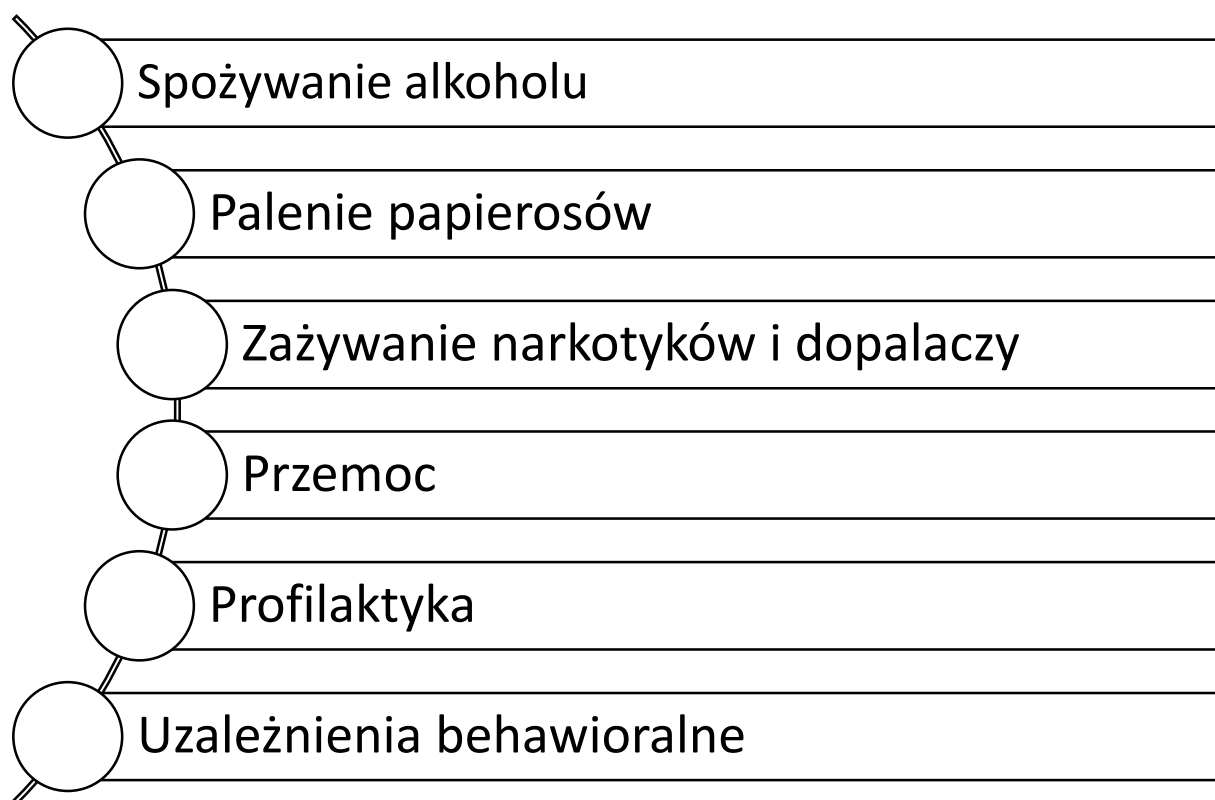 Spożywanie alkoholu
Palenie papierosów
Zażywanie narkotyków i dopalaczy
Przemoc
Profilaktyka
Uzależnienia behawioralne